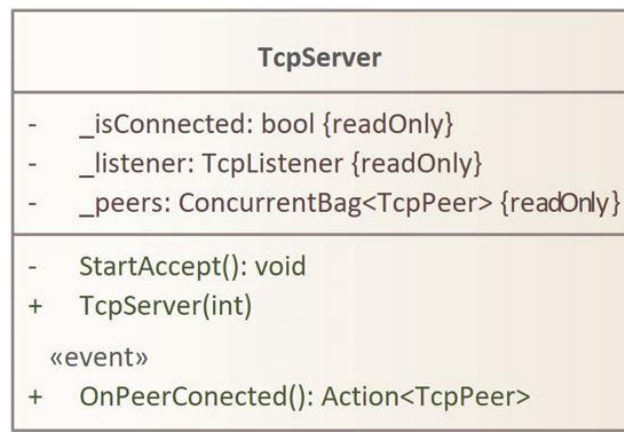 TcpServer
- _isConnected: bool {readOnly}
- _listener: TcpListener {readOnly}
- _peers: ConcurrentBag<TcpPeer> {readOnly}
- StartAccept(): void
+ TcpServer(int)
«event»
+ OnPeerConected(): Action<TcpPeer>